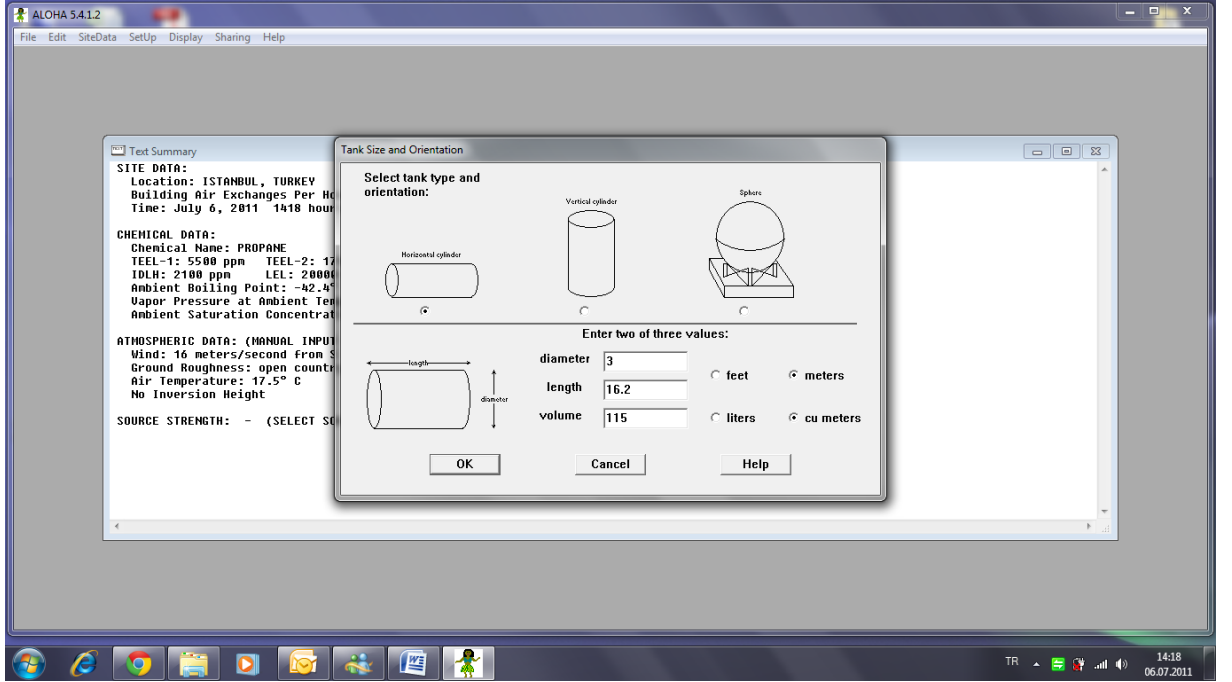 ALOHA 5.4.1.2
File Edit SiteData SetUp Display Sharing Help
Text Summary
SITE DATA:
Location: ISTANBUL, TURKEY
Building Air Exchanges Per Ho
Time: July 6, 2011 1418 hour
CHEMICAL DATA:
Chemical Name: PROPANE
TEEL-1: 5500 ppm TEEL-2: 17
IDLH: 2100 ppm LEL: 20000
Ambient Boiling Point: -42.4°
Vapor Pressure at Ambient Tem
Ambient Saturation Concentrat
ATMOSPHERIC DATA: (MANUAL INPUT
Wind: 16 meters/second from S
Ground Roughness: open countr
Air Temperature: 17.5° C
No Inversion Height
SOURCE STRENGTH: - (SELECT SO
Tank Size and Orientation
Select tank type and
orientation:
Horizontal cylinder
Vertical cylinder
Sphere
Enter two of three values:
length
diameter
diameter 3
length 16.2
feet meters
volume 115
liters cu meters
OK Cancel Help
TR
14:18
06.07.2011